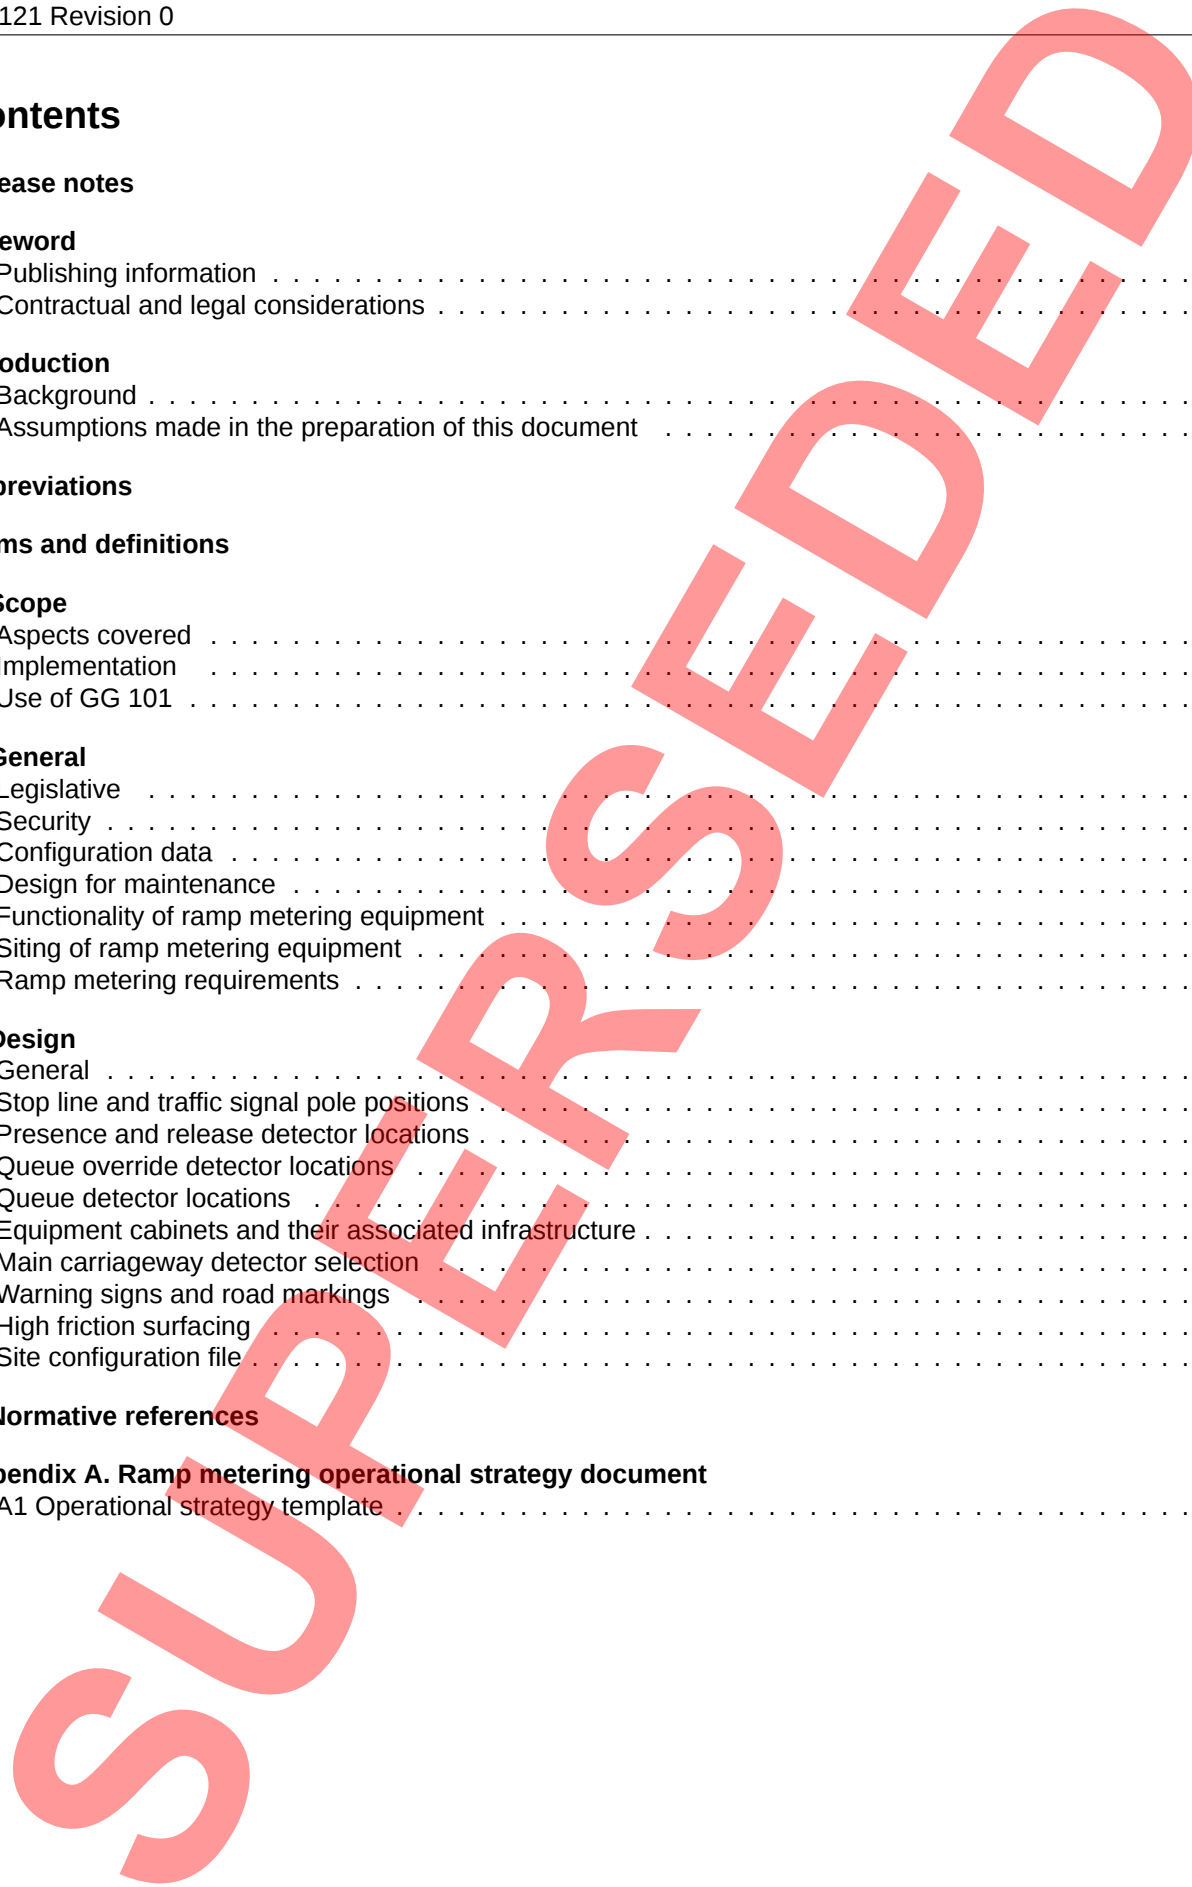 121 Revision 0
ontents
ease notes
eword
Publishing information . . . . . . . . . . . . . . . . . . . . . . . . . . . . . . . . . . . . . . . . . . . . .
Contractual and legal considerations . . . . . . . . . . . . . . . . . . . . . . . . . . . . . . . . . . . . .
oduction
Background . . . . . . . . . . . . . . . . . . . . . . . . . . . . . . . . . . . . . . . . . . . . . . . . . . .
Assumptions made in the preparation of this document . . . . . . . . . . . . . . . . . . . . . . . . . .
breviations
ms and definitions
Scope
Aspects covered . . . . . . . . . . . . . . . . . . . . . . . . . . . . . . . . . . . . . . . . . . . . . . . .
Implementation . . . . . . . . . . . . . . . . . . . . . . . . . . . . . . . . . . . . . . . . . . . . . . . .
Use of GG 101 . . . . . . . . . . . . . . . . . . . . . . . . . . . . . . . . . . . . . . . . . . . . . . . . .
General
Legislative . . . . . . . . . . . . . . . . . . . . . . . . . . . . . . . . . . . . . . . . . . . . . . . . . . .
Security . . . . . . . . . . . . . . . . . . . . . . . . . . . . . . . . . . . . . . . . . . . . . . . . . . . . .
Configuration data . . . . . . . . . . . . . . . . . . . . . . . . . . . . . . . . . . . . . . . . . . . . . . .
Design for maintenance . . . . . . . . . . . . . . . . . . . . . . . . . . . . . . . . . . . . . . . . . . . .
Functionality of ramp metering equipment . . . . . . . . . . . . . . . . . . . . . . . . . . . . . . . . . .
Siting of ramp metering equipment . . . . . . . . . . . . . . . . . . . . . . . . . . . . . . . . . . . . . .
Ramp metering requirements . . . . . . . . . . . . . . . . . . . . . . . . . . . . . . . . . . . . . . . . .
Design
General . . . . . . . . . . . . . . . . . . . . . . . . . . . . . . . . . . . . . . . . . . . . . . . . . . . . .
Stop line and traffic signal pole positions . . . . . . . . . . . . . . . . . . . . . . . . . . . . . . . . . . .
Presence and release detector locations . . . . . . . . . . . . . . . . . . . . . . . . . . . . . . . . . . .
Queue override detector locations . . . . . . . . . . . . . . . . . . . . . . . . . . . . . . . . . . . . . .
Queue detector locations . . . . . . . . . . . . . . . . . . . . . . . . . . . . . . . . . . . . . . . . . . .
Equipment cabinets and their associated infrastructure . . . . . . . . . . . . . . . . . . . . . . . . . . .
Main carriageway detector selection . . . . . . . . . . . . . . . . . . . . . . . . . . . . . . . . . . . . .
Warning signs and road markings . . . . . . . . . . . . . . . . . . . . . . . . . . . . . . . . . . . . . .
High friction surfacing . . . . . . . . . . . . . . . . . . . . . . . . . . . . . . . . . . . . . . . . . . . . .
Site configuration file . . . . . . . . . . . . . . . . . . . . . . . . . . . . . . . . . . . . . . . . . . . . . .
Normative references
pendix A. Ramp metering operational strategy document
A1 Operational strategy template . . . . . . . . . . . . . . . . . . . . . . . . . . . . . . . . . . . . . . .
SUPERSEDED